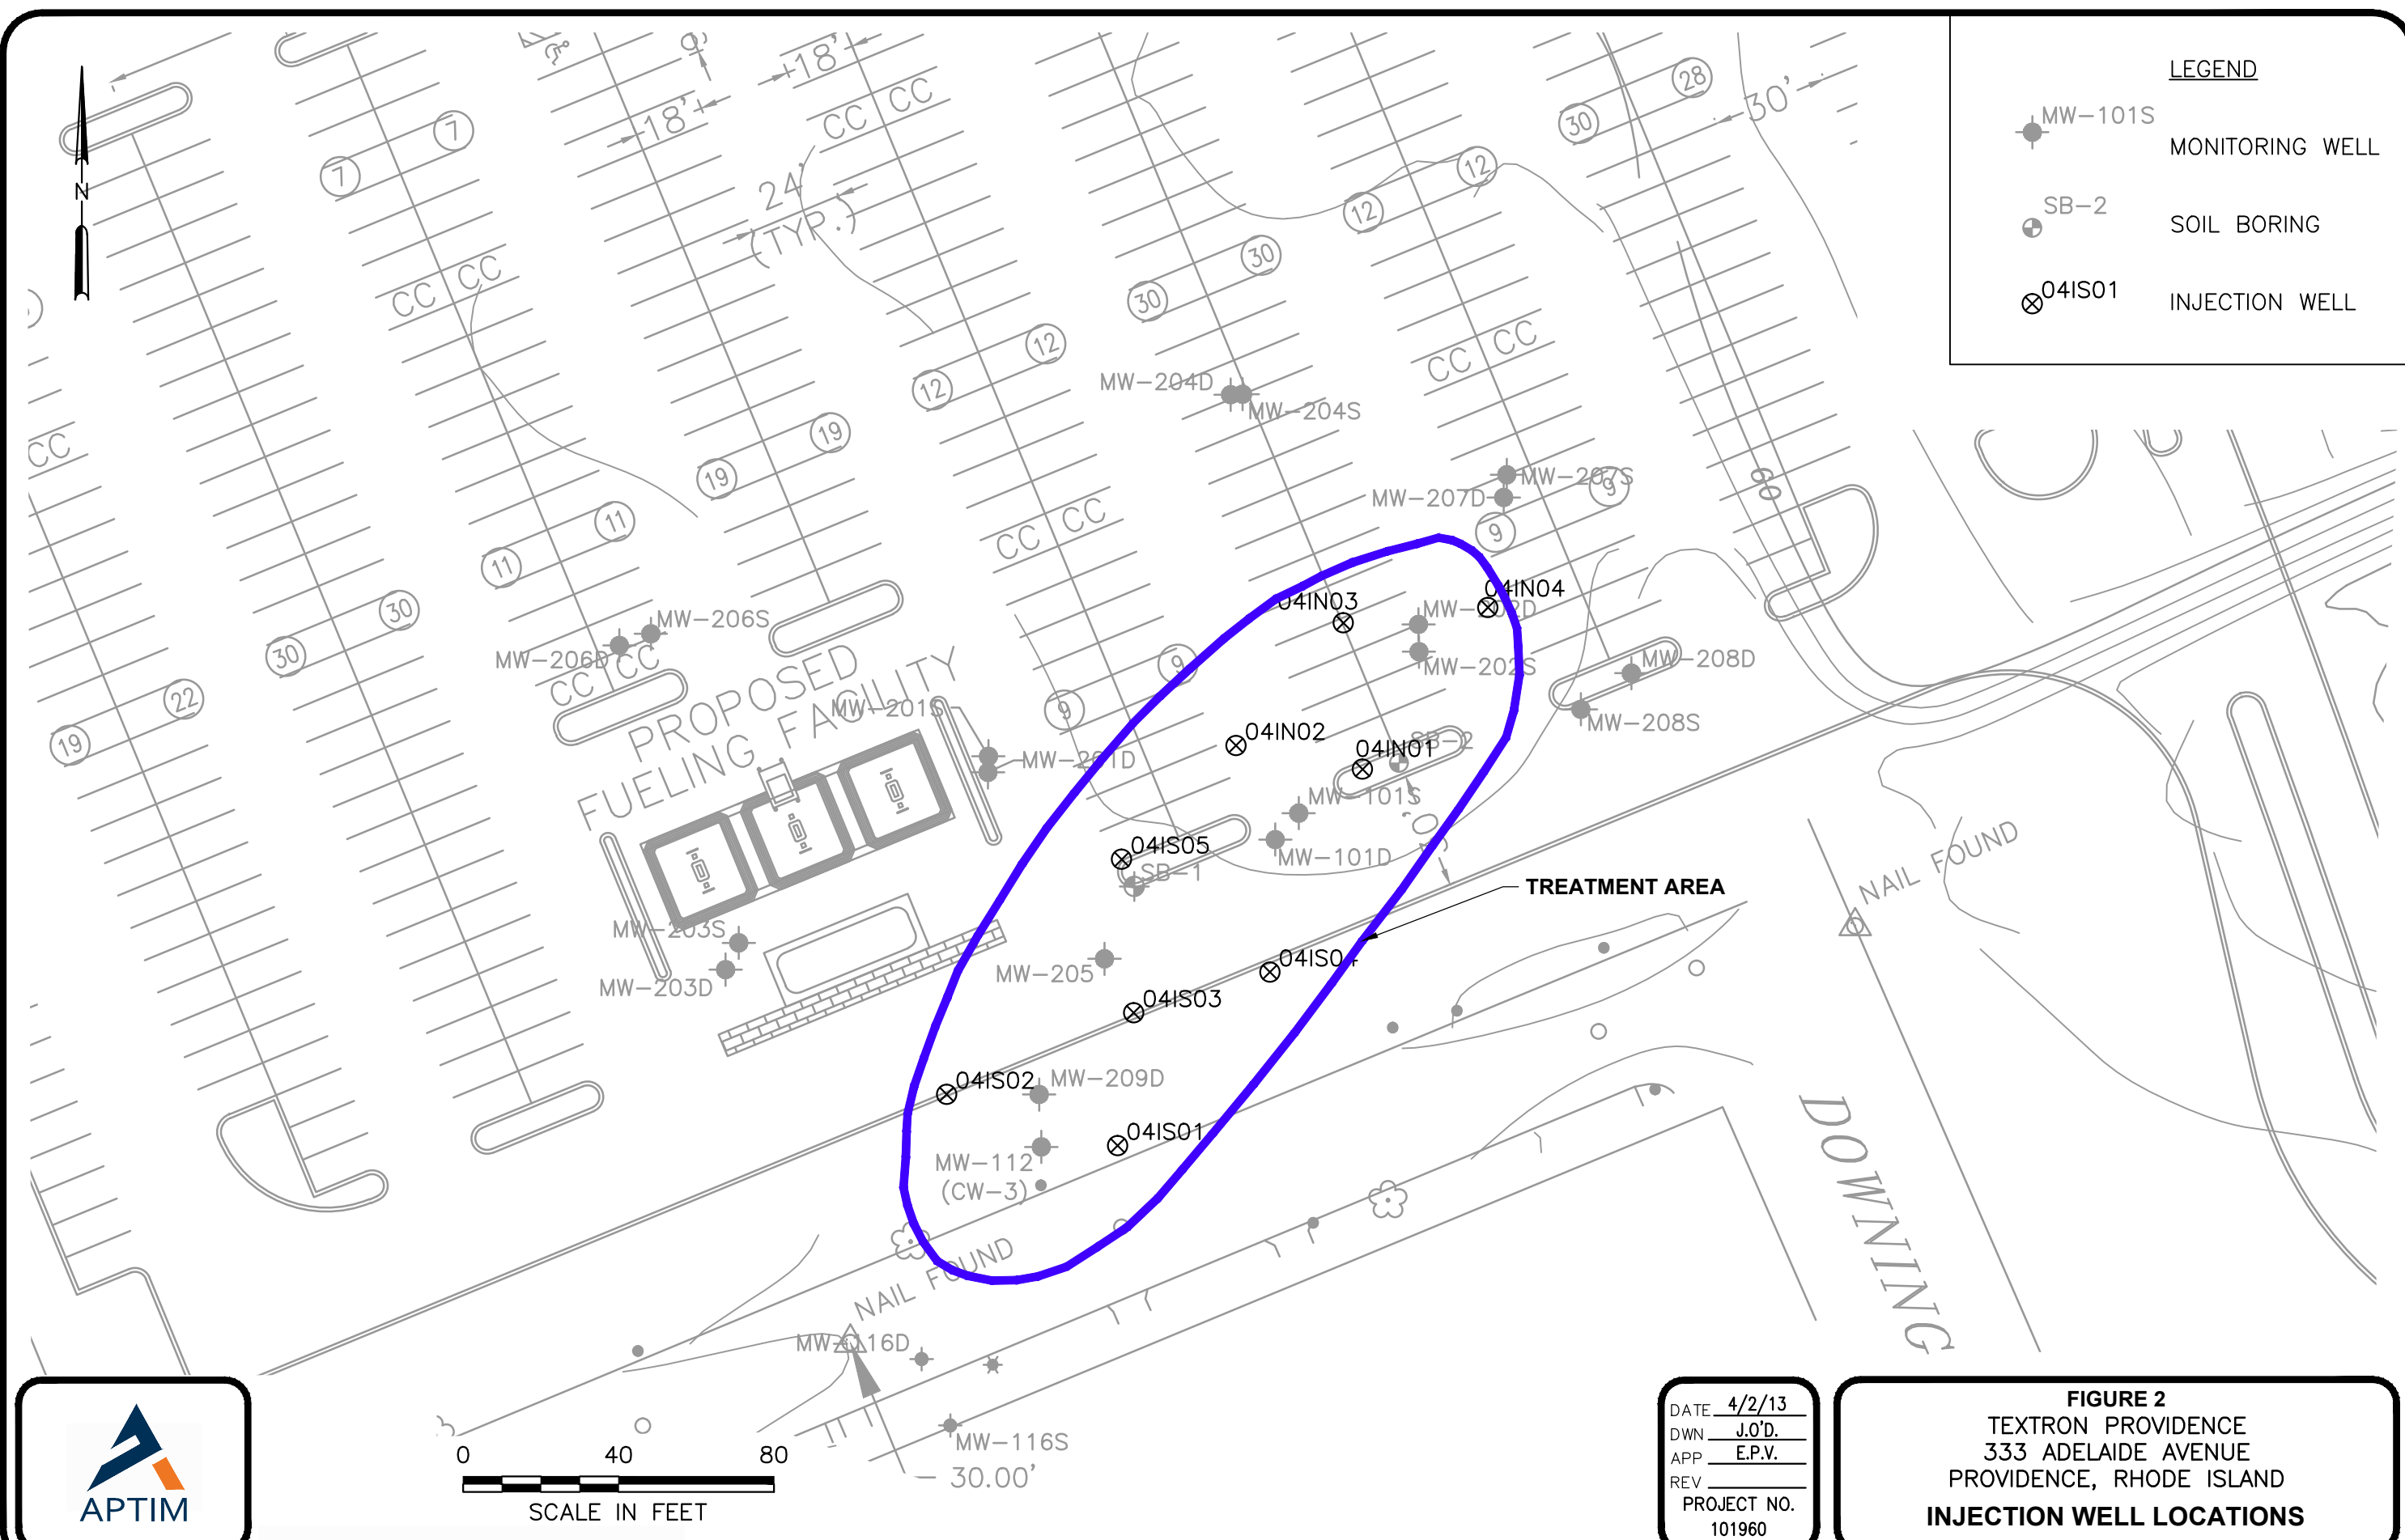 LEGEND
MW-101S
MONITORING WELL
SB-2
SOIL BORING
04IS01
INJECTION WELL
N
7
7
18'
18'
24'
(TYP.)
CC CC
CC CC
30
28
30'
12
12
30
30
12
12
CC CC
MW-204D
MW-204S
CC
19
19
MW-207S
MW-207D
9
9
60
CC CC
11
11
30
30
22
19
MW-206S
MW-206D
CC CC
PROPOSED
FUELING FACILITY
MW-201S
MW-201D
9
9
04IN03
04IN04
MW-202D
MW-202S
MW-208D
MW-208S
04IN02
04IN01
SB-2
MW-101S
MW-101D
04IS05
SB-1
TREATMENT AREA
NAIL FOUND
MW-203S
MW-203D
MW-205
04IS04
04IS03
04IS02
MW-209D
04IS01
MW-112
(CW-3)
NAIL FOUND
DOWNING
MW-116D
MW-116S
30.00'
APTIM
0 40 80
SCALE IN FEET
DATE 4/2/13
DWN J.O'D.
APP E.P.V.
REV
PROJECT NO.
101960
FIGURE 2
TEXTRON PROVIDENCE
333 ADELAIDE AVENUE
PROVIDENCE, RHODE ISLAND
INJECTION WELL LOCATIONS